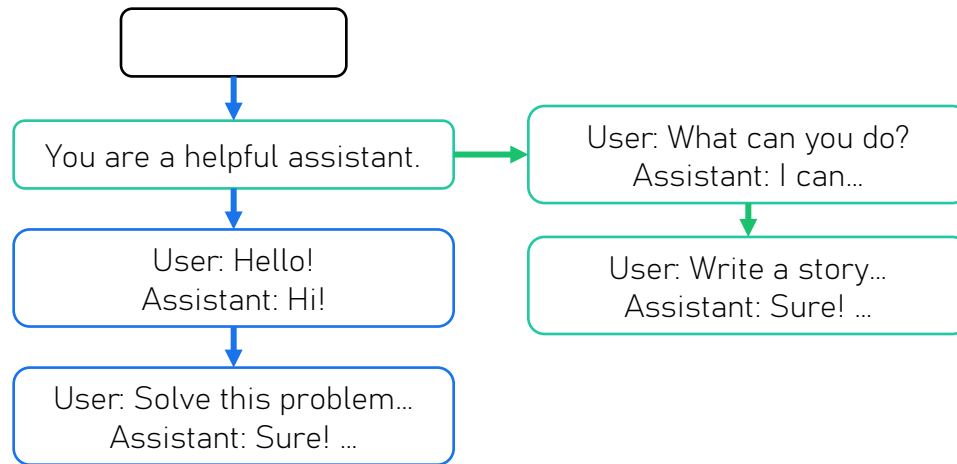 You are a helpful assistant.
User: Hello!
Assistant: Hi!
User: Solve this problem...
Assistant: Sure! ...
User: What can you do?
Assistant: I can...
User: Write a story...
Assistant: Sure! ...